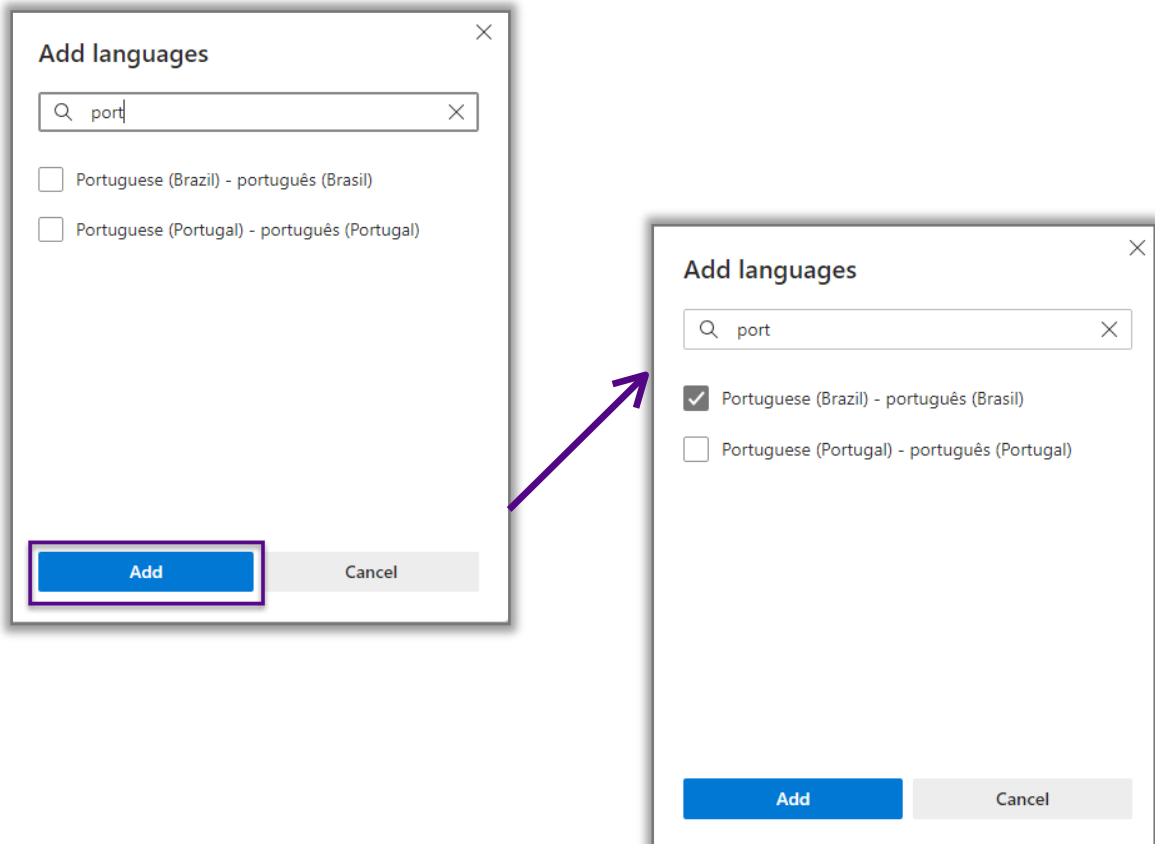 Add languages
port
Portuguese (Brazil) - português (Brasil)
Portuguese (Portugal) - português (Portugal)
Add
Cancel
Add languages
port
Portuguese (Brazil) - português (Brasil)
Portuguese (Portugal) - português (Portugal)
Add
Cancel